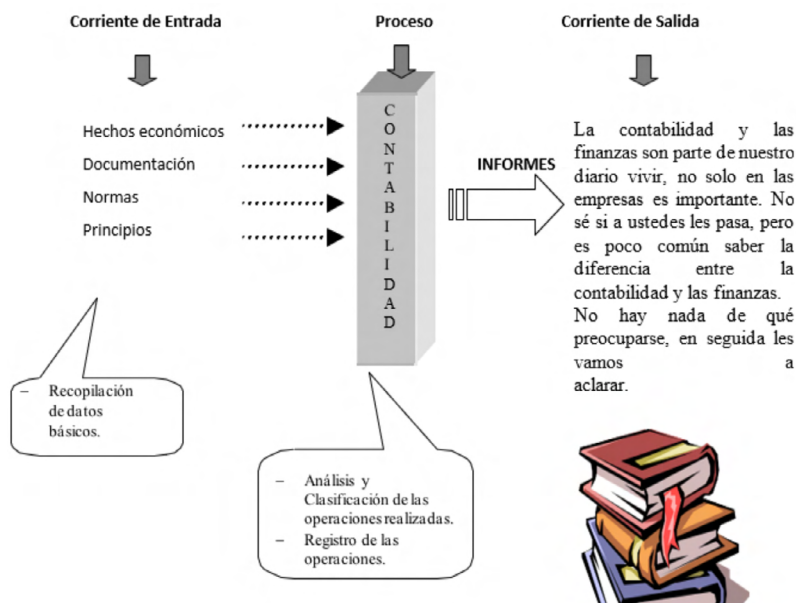 Corriente de Entrada
Proceso
Corriente de Salida
Hechos económicos
Documentación
Normas
Principios
CONTABILIDAD
INFORMES
La contabilidad y las
finanzas son parte de nuestro
diario vivir, no solo en las
empresas es importante. No
sé si a ustedes les pasa, pero
es poco común saber la
diferencia entre la
contabilidad y las finanzas.
No hay nada de qué
preocuparse, en seguida les
vamos a
aclarar.
– Recopilación
de datos
básicos.
– Análisis y
Clasificación de las
operaciones realizadas.
– Registro de las
operaciones.